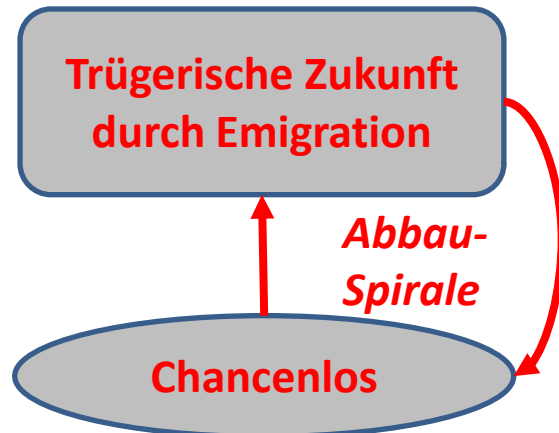 Trügerische Zukunft
durch Emigration
Abbau-
Spirale
Chancenlos